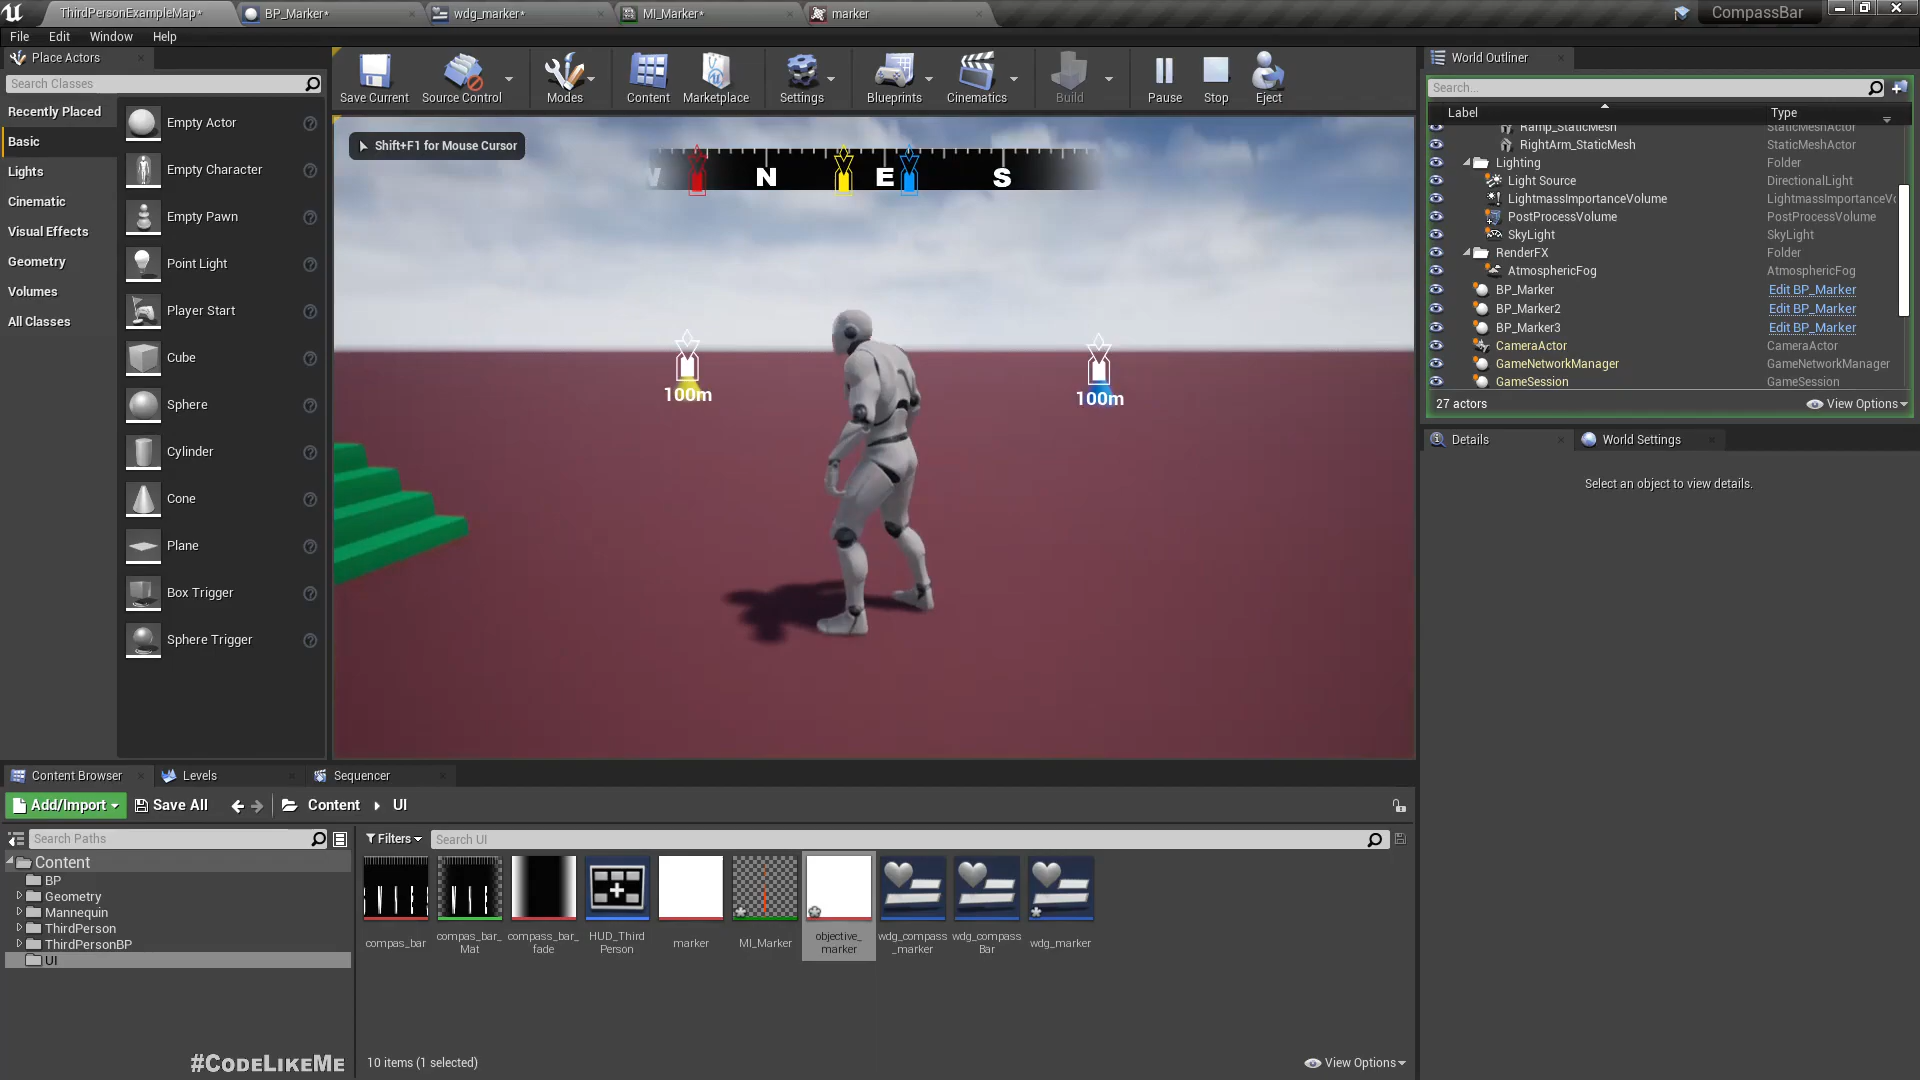 ThirdPersonExampleMap*
BP_Marker*
wdg_marker*
MI_Marker*
marker
CompassBar
File
Edit
Window
Help
Place Actors
Search Classes
Recently Placed
Basic
Lights
Cinematic
Visual Effects
Geometry
Volumes
All Classes
Empty Actor
Empty Character
Empty Pawn
Point Light
Player Start
Cube
Sphere
Cylinder
Cone
Plane
Box Trigger
Sphere Trigger
Save Current
Source Control
Modes
Content
Marketplace
Settings
Blueprints
Cinematics
Build
Pause
Stop
Eject
Shift+F1 for Mouse Cursor
N E S
100m
100m
World Outliner
Search...
Label
Type
Ramp_StaticMesh
StaticMeshActor
RightArm_StaticMesh
StaticMeshActor
Lighting
Folder
Light Source
DirectionalLight
LightmassImportanceVolume
LightmassImportanceVo
PostProcessVolume
PostProcessVolume
SkyLight
SkyLight
RenderFX
Folder
AtmosphericFog
AtmosphericFog
BP_Marker
Edit BP_Marker
BP_Marker2
Edit BP_Marker
BP_Marker3
Edit BP_Marker
CameraActor
CameraActor
GameNetworkManager
GameNetworkManager
GameSession
GameSession
27 actors
View Options
Details
World Settings
Select an object to view details.
Content Browser
Levels
Sequencer
Add/Import
Save All
Content
UI
Search Paths
Filters
Search UI
Content
BP
Geometry
Mannequin
ThirdPerson
ThirdPersonBP
UI
compas_bar
compas_bar_
Mat
compass_bar_
fade
HUD_Third
Person
marker
MI_Marker
objective_
marker
wdg_compass
_marker
wdg_compass
Bar
wdg_marker
#CodeLikeMe
10 items (1 selected)
View Options